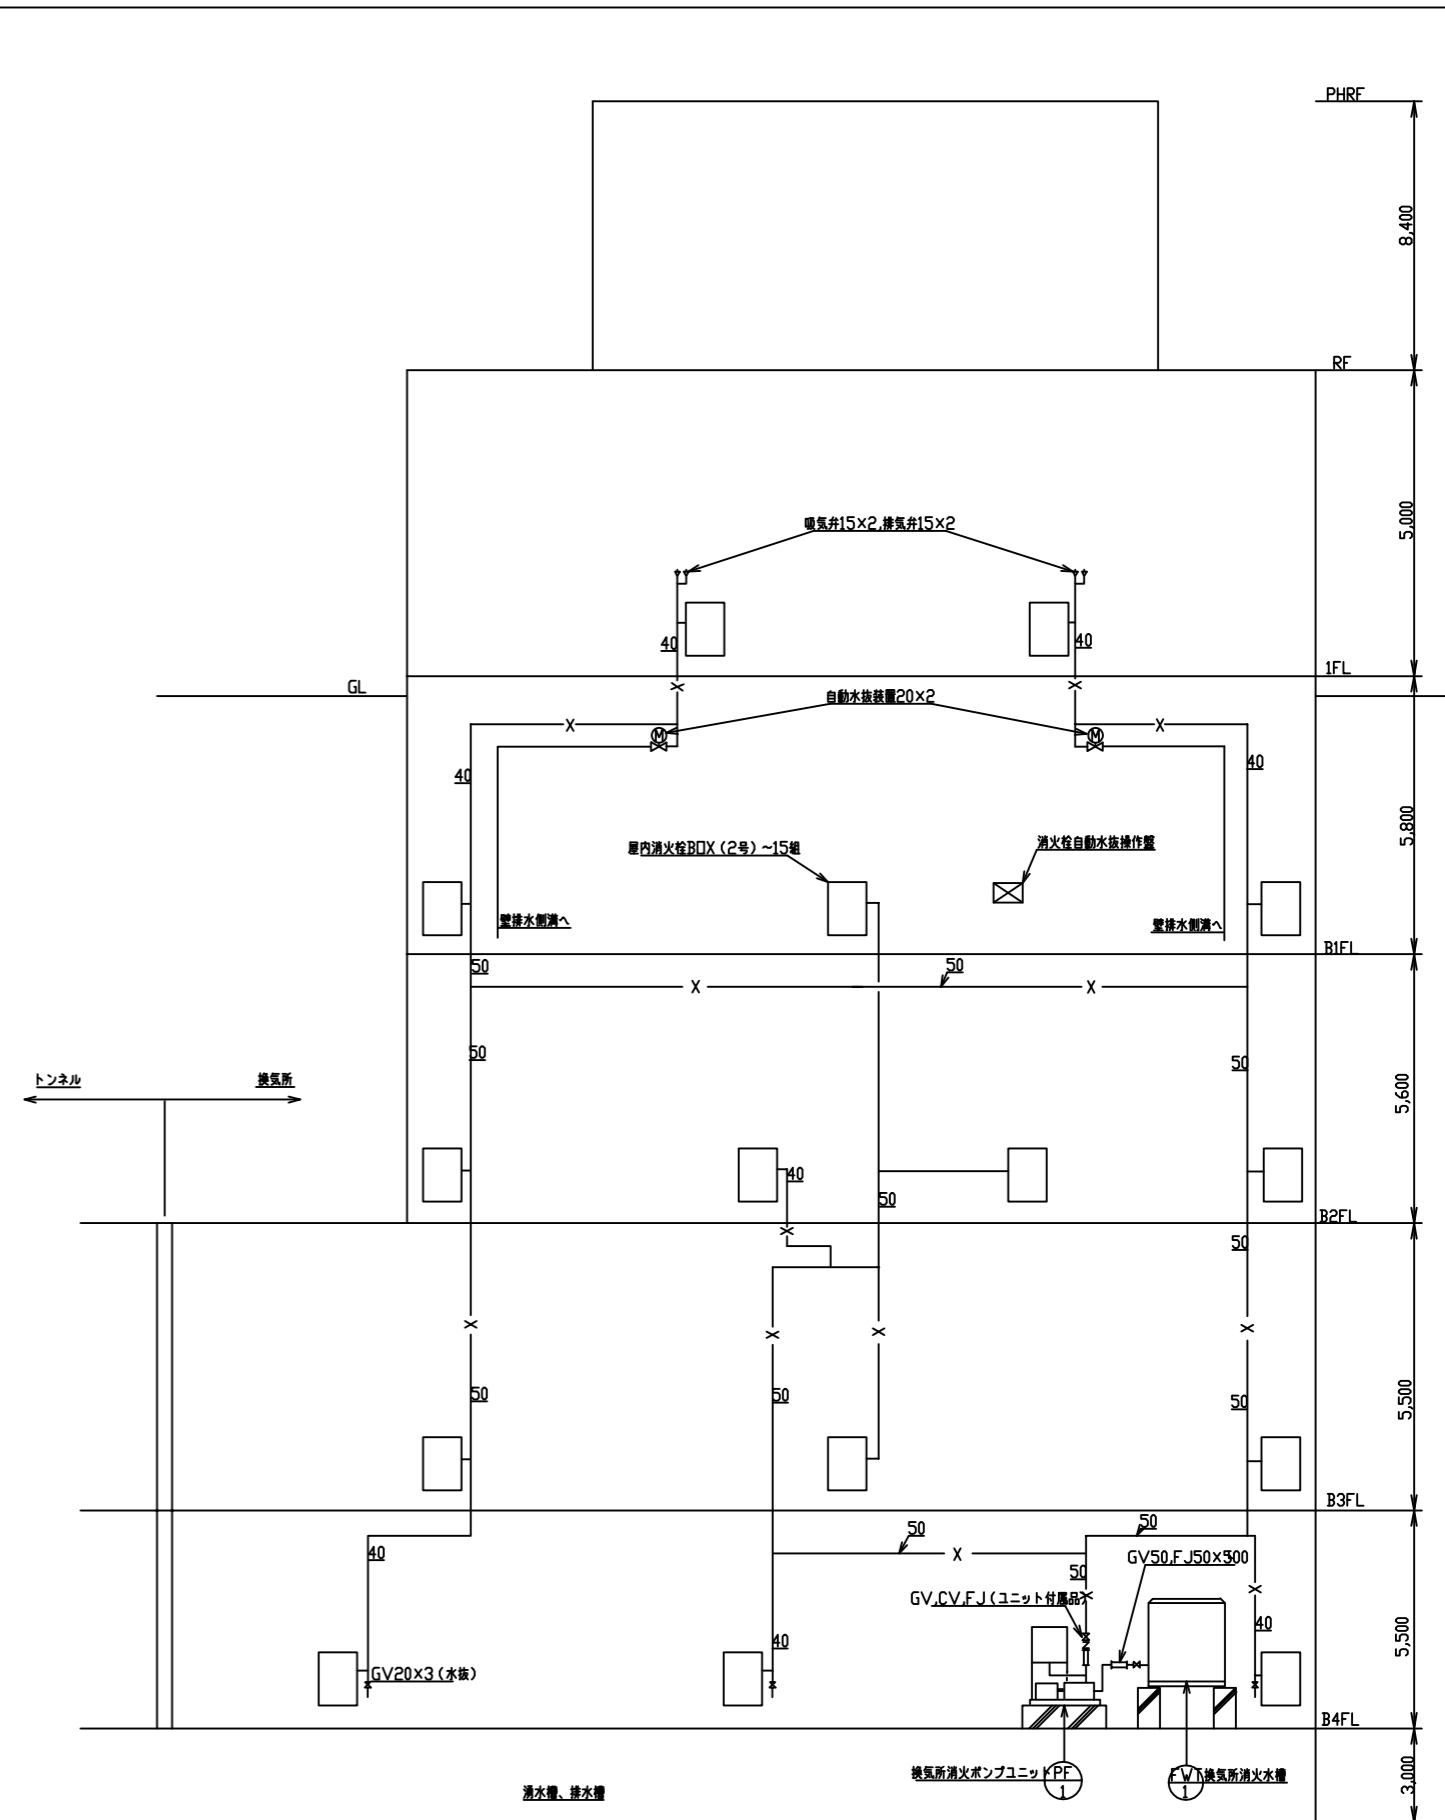 PHRF
8,400
RF
5,000
吸気弁15×2,排気弁15×2
40
40
1FL
GL
自動水抜装置20×2
X
X
X
X
M
M
40
40
5,800
屋内消火栓BOX(2号)～15組
消火栓自動水抜操作盤
壁排水側溝へ
壁排水側溝へ
B1FL
50
50
X
X
50
50
トンネル
換気所
5,600
40
50
B2FL
X
50
X
X
X
X
50
50
50
5,500
B3FL
50
50
40
X
GV50,FJ50×500
50
X
X
GV,CV,FJ(ユニット付属品)
40
40
5,500
GV20×3(水抜)
B4FL
換気所消火ポンプユニット
PF
1
FWT
1
換気所消火水槽
3,000
湧水槽、排水槽